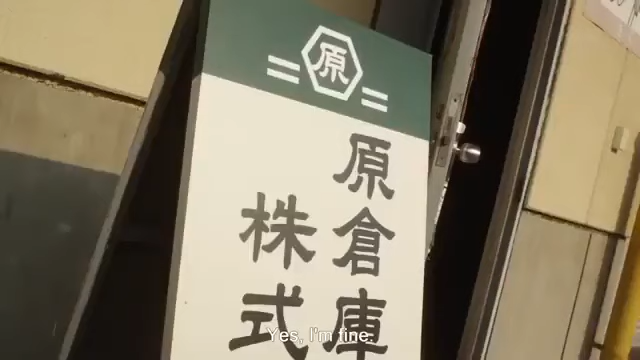 原
原倉庫
株式
Yes, I'm fine.